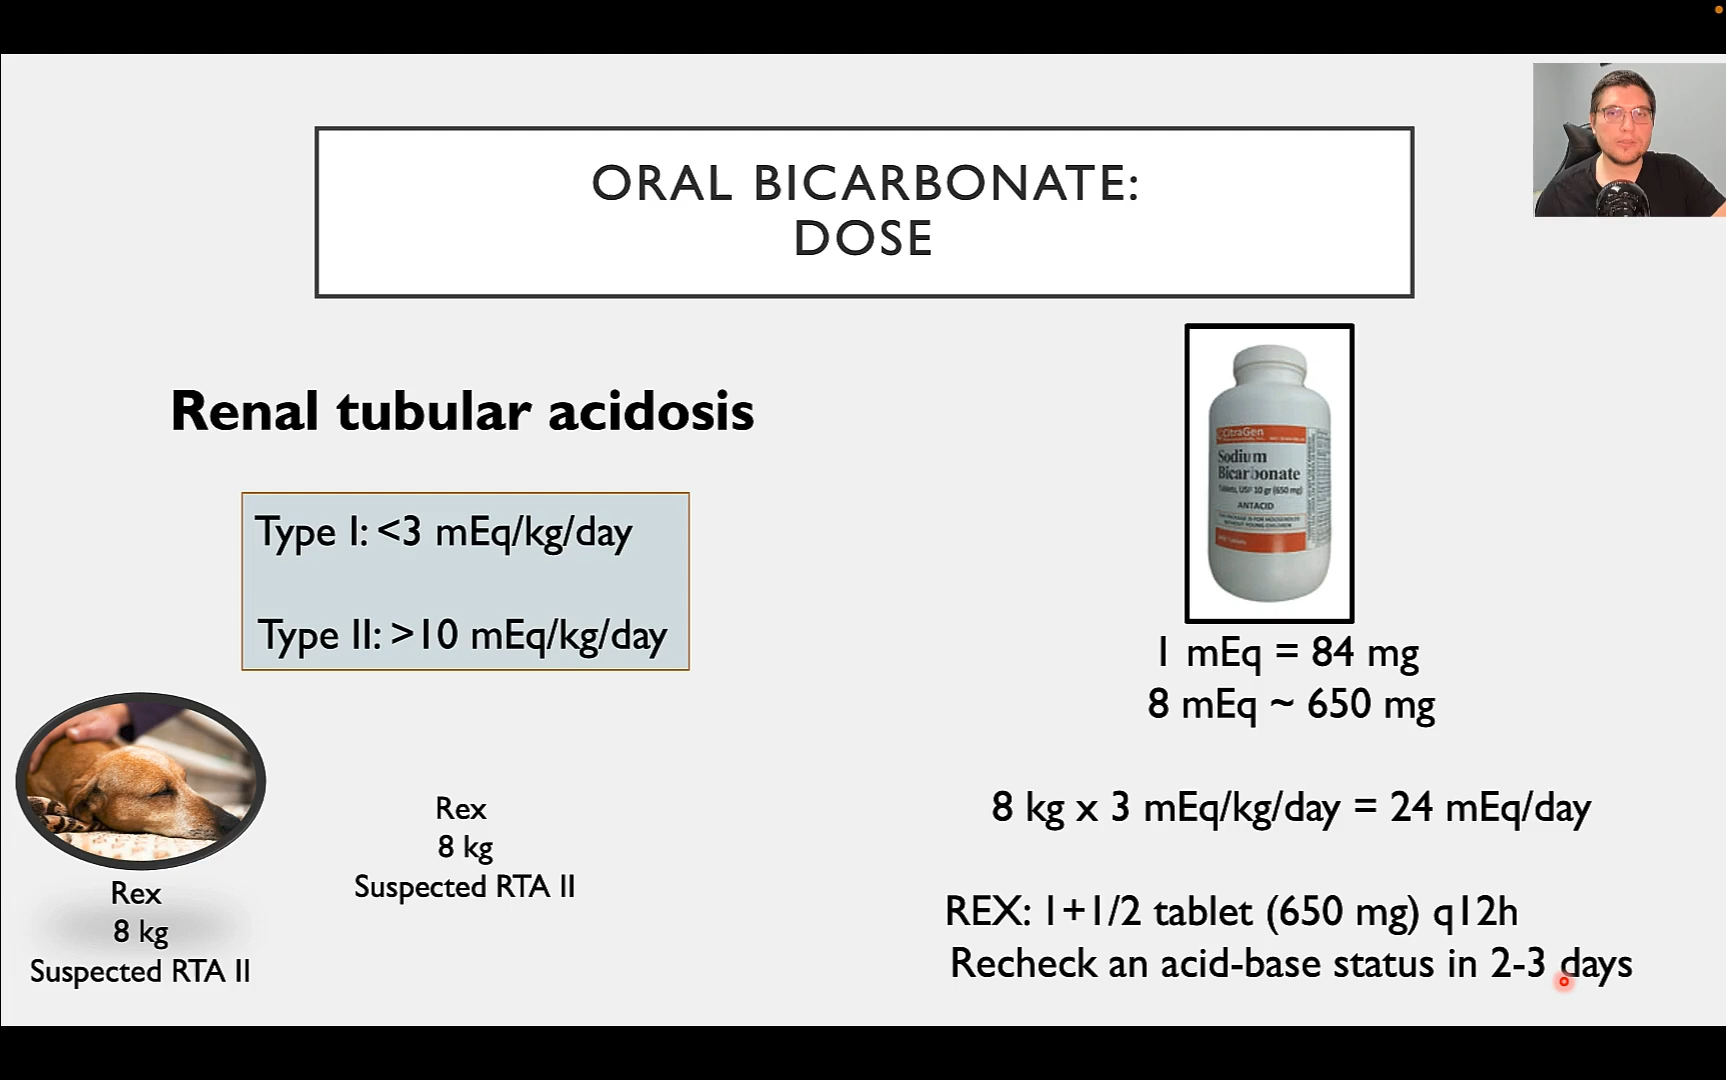 ORAL BICARBONATE:
DOSE
Renal tubular acidosis
Type I: <3 mEq/kg/day
Type II: >10 mEq/kg/day
CitraGen
Sodium
Bicarbonate
Tablets, USP 10 gr (650 mg)
ANTACID
1 mEq = 84 mg
8 mEq ~ 650 mg
8 kg x 3 mEq/kg/day = 24 mEq/day
Rex
8 kg
Suspected RTA II
Rex
8 kg
Suspected RTA II
REX: 1+1/2 tablet (650 mg) q12h
Recheck an acid-base status in 2-3 days